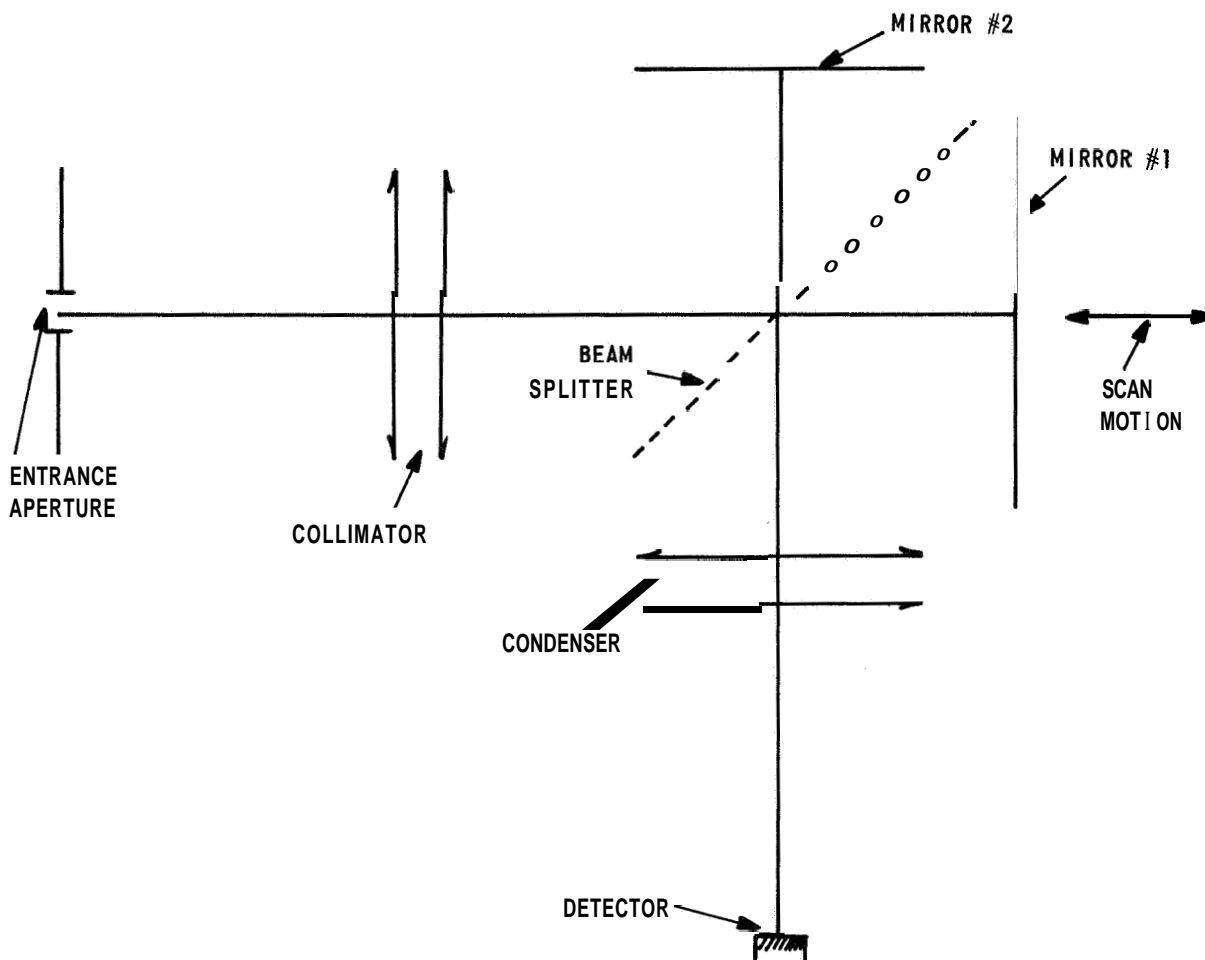 MIRROR #2
MIRROR #1
BEAM
SPLITTER
SCAN
MOTION
ENTRANCE
APERTURE
COLLIMATOR
CONDENSER
DETECTOR